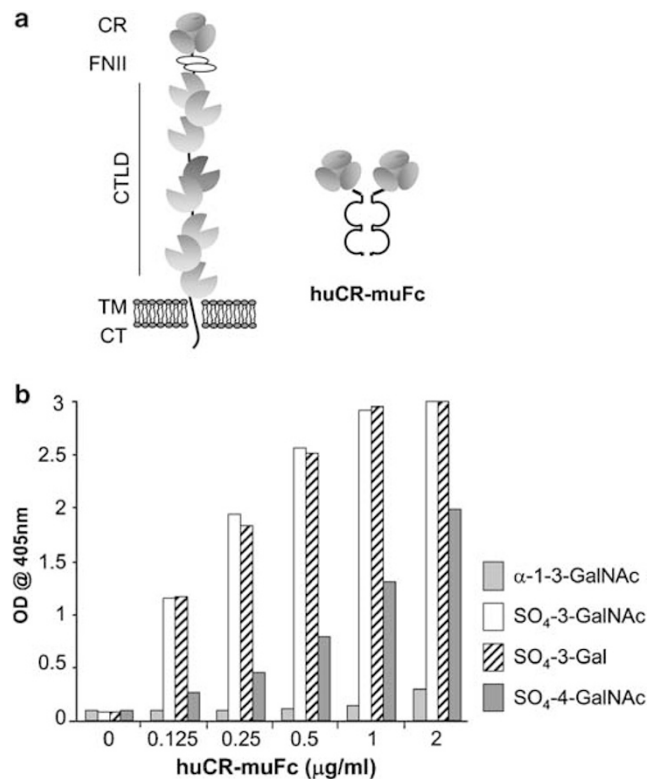 a
CR
FNII
CTLD
TM
CT
huCR-muFc
b
OD @ 405nm
3
2.5
2
1.5
1
0.5
0
0 0.125 0.25 0.5 1 2
huCR-muFc (µg/ml)
α-1-3-GalNAc
SO₄-3-GalNAc
SO₄-3-Gal
SO₄-4-GalNAc